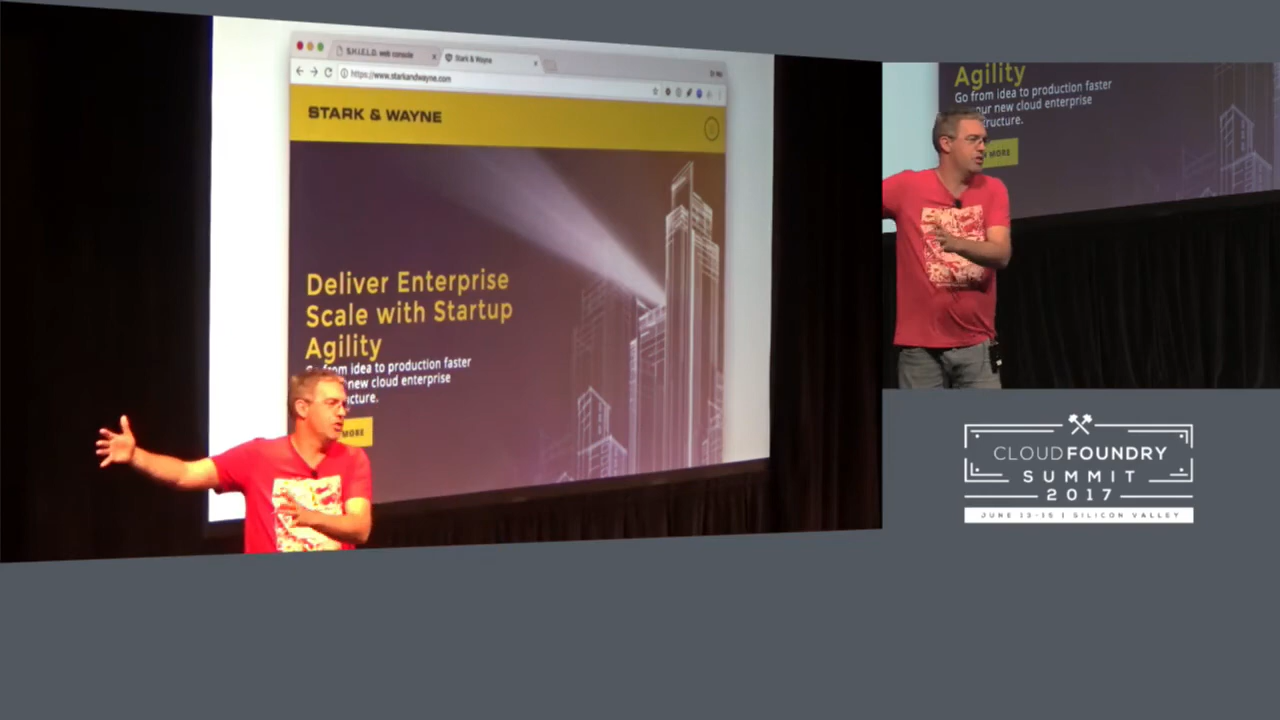 S.H.I.E.L.D. web console
Stark & Wayne
https://www.starkandwayne.com
STARK & WAYNE
Deliver Enterprise
Scale with Startup
Agility
from idea to production faster
new cloud enterprise
MORE
Agility
Go from idea to production faster
our new cloud enterprise
MORE
CLOUD FOUNDRY
SUMMIT
2017
JUNE 13-15 | SILICON VALLEY